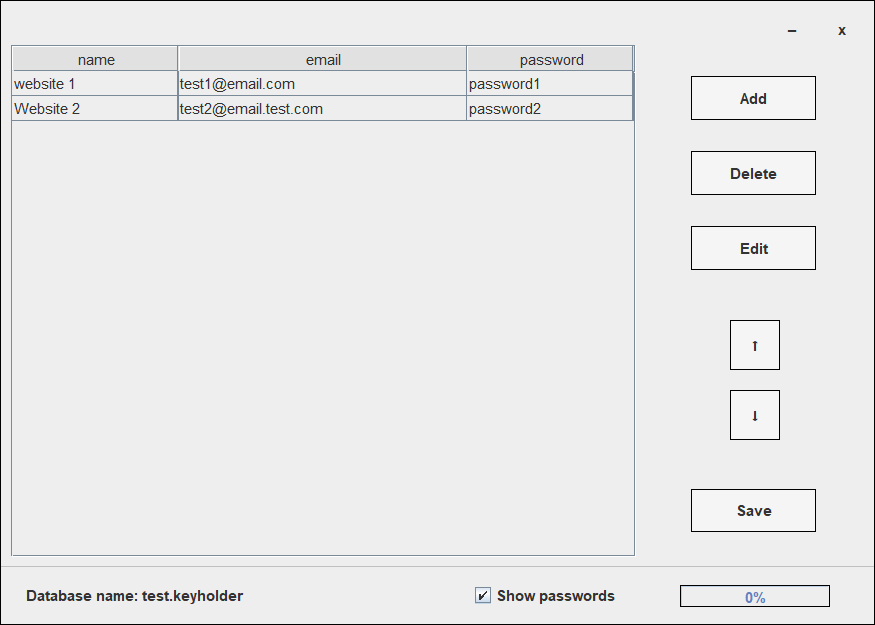 – x
name email password
website 1 test1@email.com password1
Website 2 test2@email.test.com password2
Add
Delete
Edit
↑
↓
Save
Database name: test.keyholder
Show passwords
0%